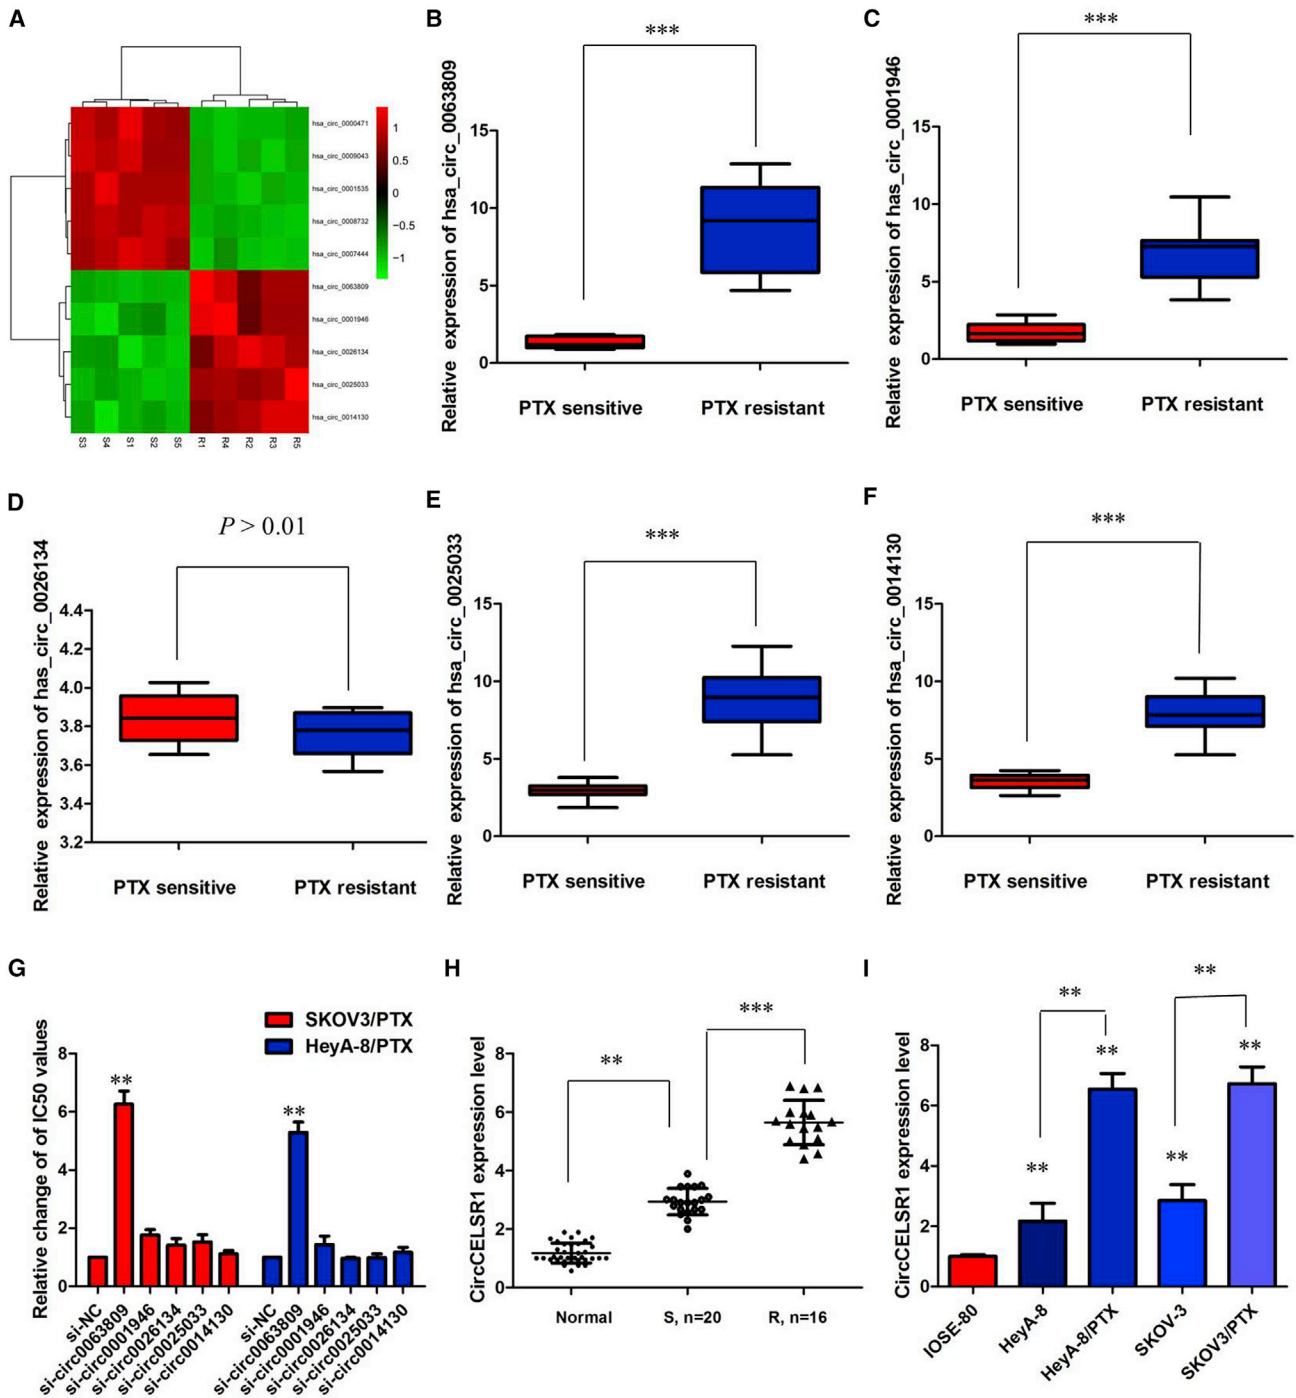 A
1
0.5
0
−0.5
−1
hsa_circ_0000471
hsa_circ_0009043
hsa_circ_0001535
hsa_circ_0008732
hsa_circ_0007444
hsa_circ_0063809
hsa_circ_0001946
hsa_circ_0026134
hsa_circ_0025033
hsa_circ_0014130
S3 S4 S1 S2 S5 R1 R4 R2 R3 R5
B
***
Relative expression of hsa_circ_0063809
15
10
5
0
PTX sensitive PTX resistant
C
***
Relative expression of has_circ_0001946
15
10
5
0
PTX sensitive PTX resistant
D
P > 0.01
Relative expression of has_circ_0026134
4.4
4.2
4.0
3.8
3.6
3.4
3.2
PTX sensitive PTX resistant
E
***
Relative expression of hsa_circ_0025033
15
10
5
0
PTX sensitive PTX resistant
F
***
Relative expression of hsa_circ_0014130
15
10
5
0
PTX sensitive PTX resistant
G
SKOV3/PTX
HeyA-8/PTX
Relative change of of IC50 values
8
6
4
2
0
**
**
si-NC
si-circ0063809
si-circ0001946
si-circ0026134
si-circ0025033
si-circ0014130
si-NC
si-circ0063809
si-circ0001946
si-circ0026134
si-circ0025033
si-circ0014130
H
**
***
CircCELSR1 expression level
8
6
4
2
0
Normal S, n=20 R, n=16
I
**
**
**
**
**
**
CircCELSR1 expression level
8
6
4
2
0
IOSE-80
HeyA-8
HeyA-8/PTX
SKOV-3
SKOV3/PTX